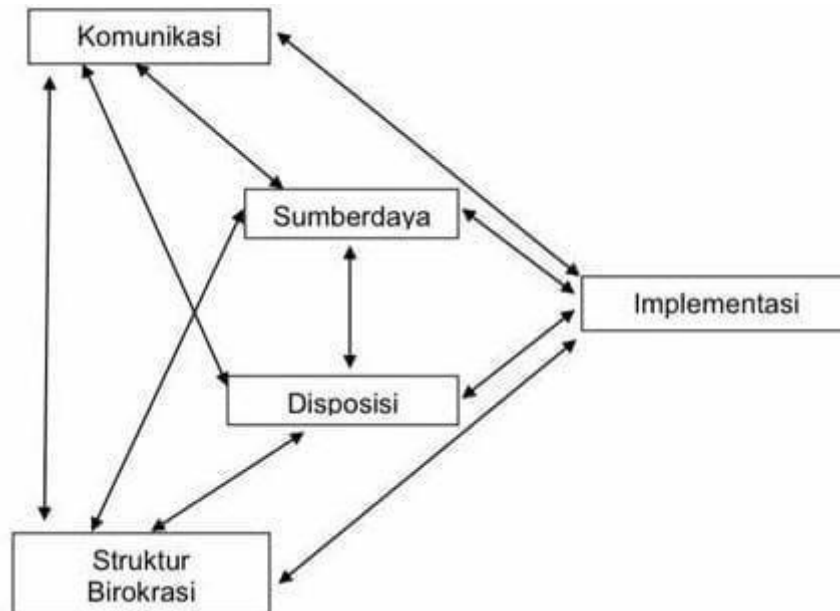 Komunikasi
Sumberdaya
Implementasi
Disposisi
Struktur
Birokrasi